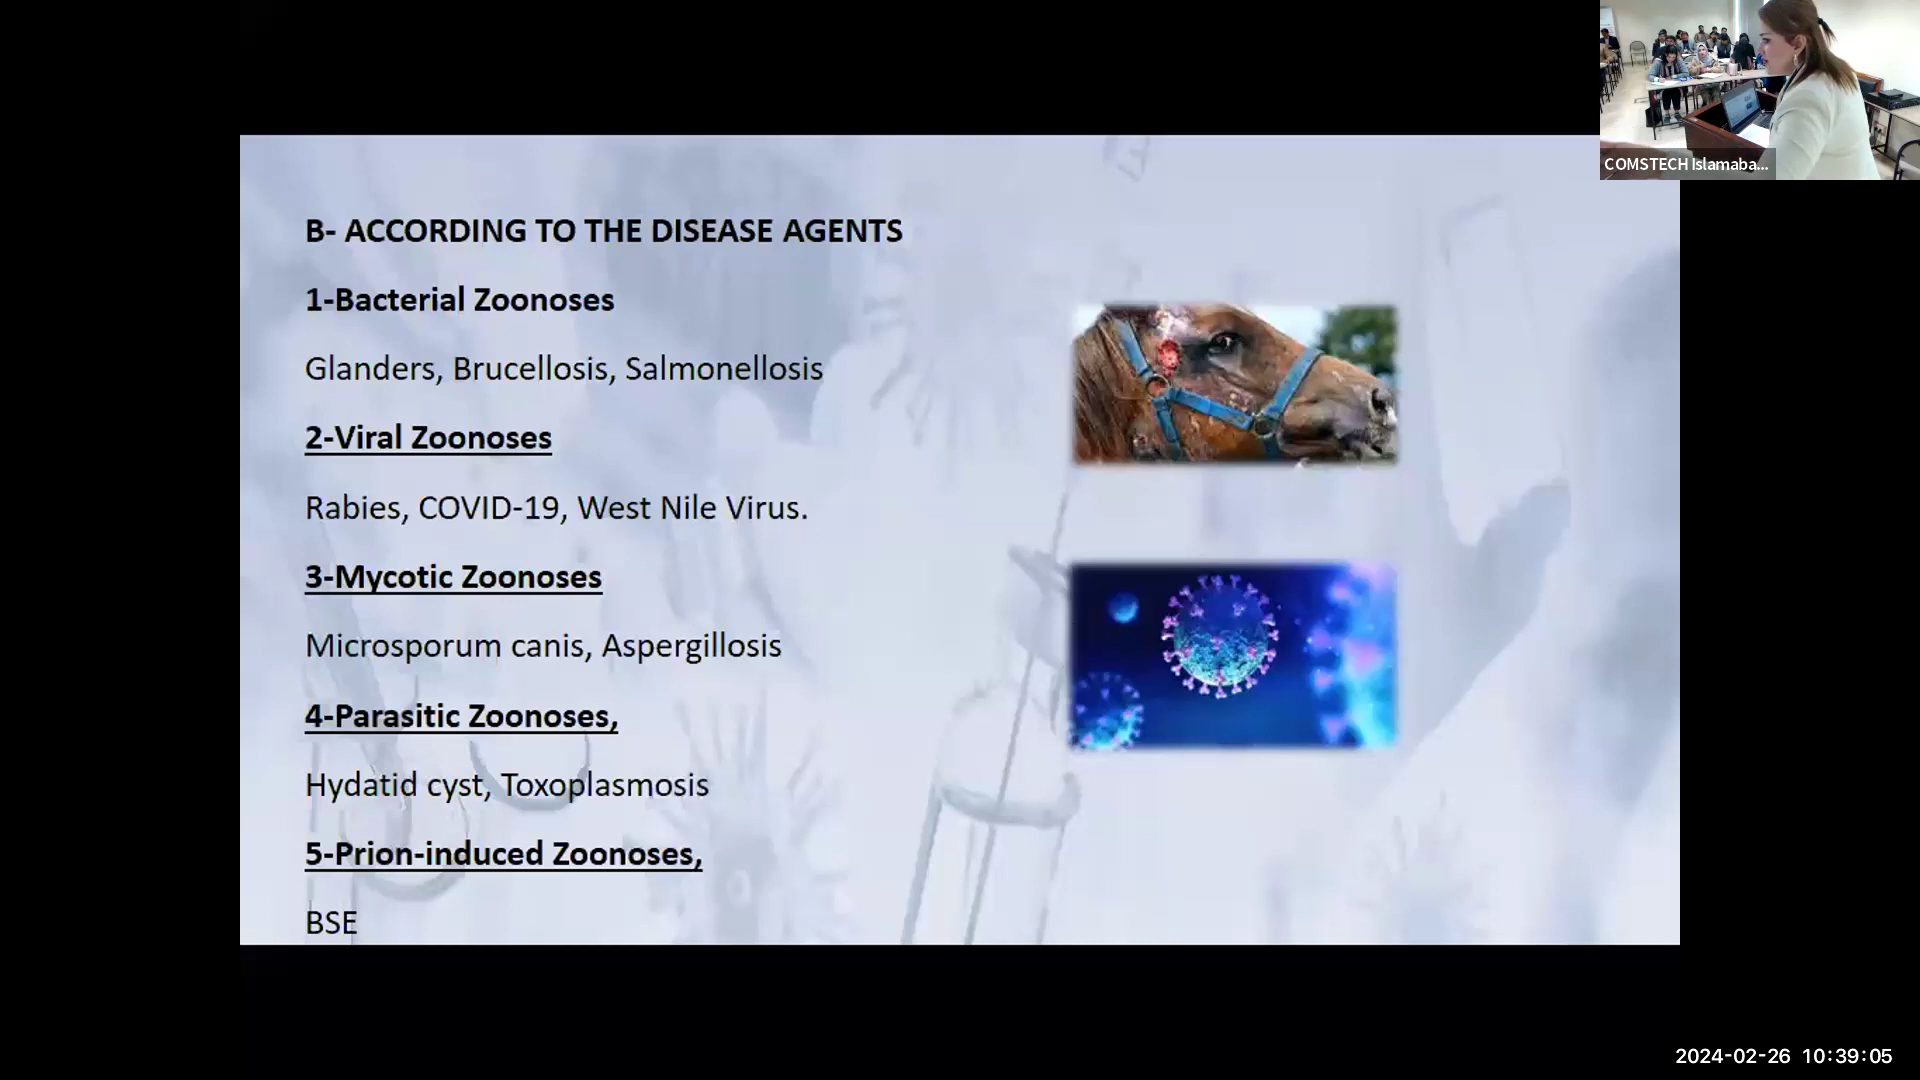 COMSTECH Islamaba...
B- ACCORDING TO THE DISEASE AGENTS
1-Bacterial Zoonoses
Glanders, Brucellosis, Salmonellosis
2-Viral Zoonoses
Rabies, COVID-19, West Nile Virus.
3-Mycotic Zoonoses
Microsporum canis, Aspergillosis
4-Parasitic Zoonoses,
Hydatid cyst, Toxoplasmosis
5-Prion-induced Zoonoses,
BSE
2024-02-26 10:39:05